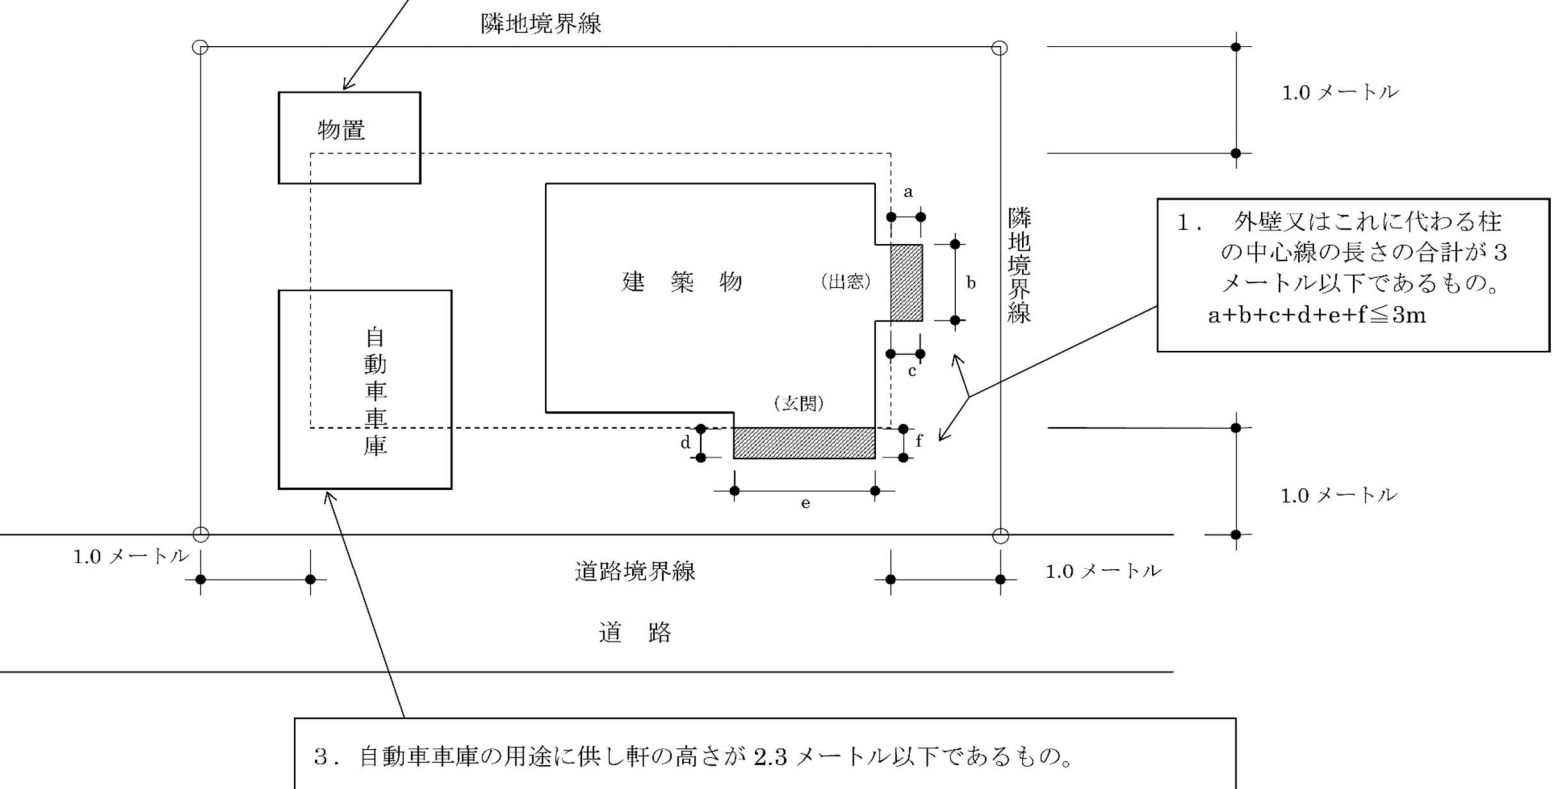 隣地境界線
物置
1.0 メートル
a
隣地境界線
1． 外壁又はこれに代わる柱
の中心線の長さの合計が３
メートル以下であるもの。
a+b+c+d+e+f≦3m
建 築 物
（出窓）
b
自動車車庫
c
（玄関）
d
f
e
1.0 メートル
1.0 メートル
道路境界線
1.0 メートル
道 路
３．自動車車庫の用途に供し軒の高さが 2.3 メートル以下であるもの。